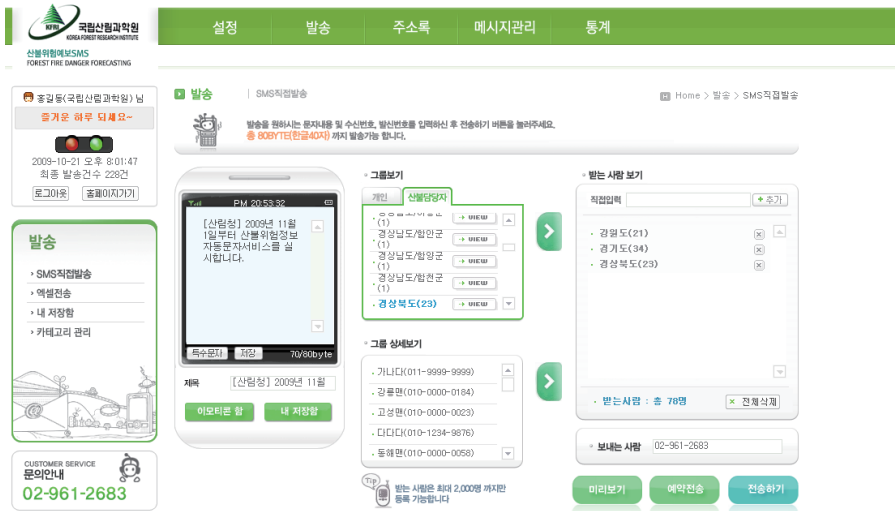 KFRI
국립산림과학원
KOREA FOREST RESEARCH INSTITUTE
산불위험예보SMS
FOREST FIRE DANGER FORECASTING
설정 발송 주소록 메시지관리 통계
홍길동(국립산림과학원) 님
즐거운 하루 되세요~
2009-10-21 오후 8:01:47
최종 발송건수 228건
로그아웃 홈페이지가기
발송
SMS직접발송
엑셀전송
내 저장함
카테고리 관리
CUSTOMER SERVICE
문의안내
02-961-2683
발송 SMS직접발송
Home > 발송 > SMS직접발송
발송을 원하시는 문자내용 및 수신번호, 발신번호를 입력하신 후 전송하기 버튼을 눌러주세요.
총 80BYTE(한글40자) 까지 발송가능 합니다.
PM 20:53:32
[산림청] 2009년 11월
1일부터 산불위험정보
자동문자서비스를 실
시합니다.
특수문자 저장 70/80byte
제목 [산림청] 2009년 11월
이모티콘 함 내 저장함
그룹보기
개인 산불담당자
(1) VIEW
경상남도/함안군
(1) VIEW
경상남도/함양군
(1) VIEW
경상남도/합천군
(1) VIEW
경상북도(23) VIEW
그룹 상세보기
가나다(011-9999-9999)
강릉맨(010-0000-0184)
고성맨(010-0000-0023)
다다다(010-1234-9876)
동해맨(010-0000-0058)
Tip
받는 사람은 최대 2,000명 까지만
등록 가능합니다
받는 사람 보기
직접입력 + 추가
강원도(21)
경기도(34)
경상북도(23)
받는사람 : 총 78명 × 전체삭제
보내는 사람 02-961-2683
미리보기 예약전송 전송하기